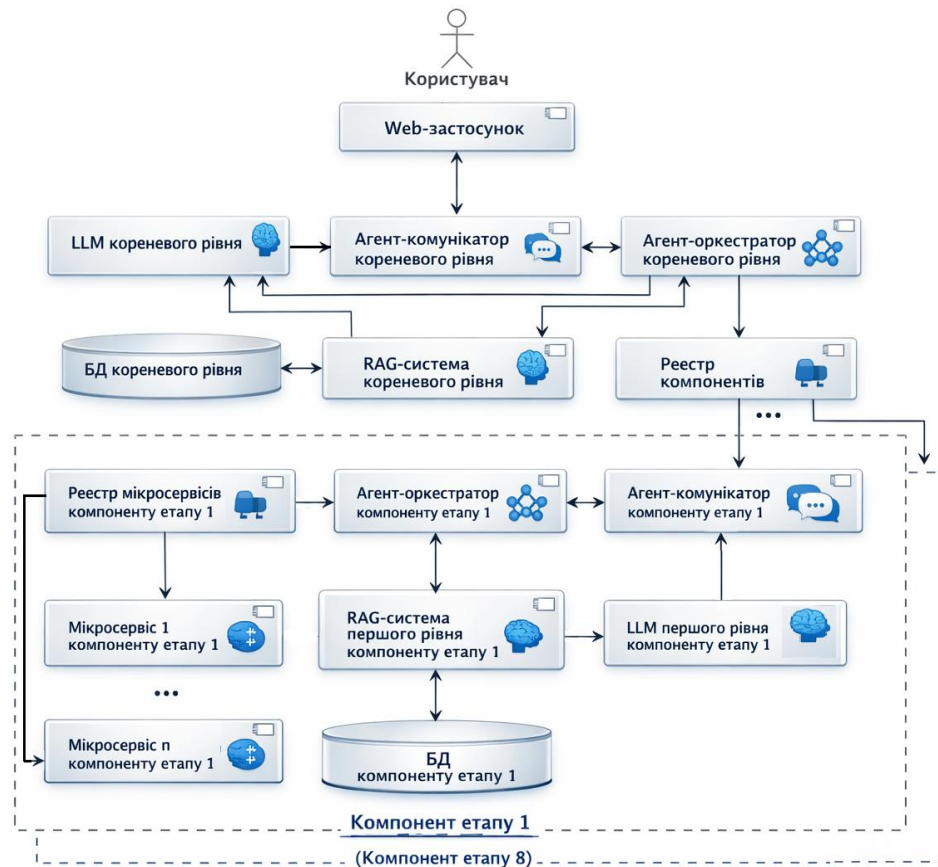 Користувач
Web-застосунок
LLM кореневого рівня
Агент-комунікатор
кореневого рівня
Агент-оркестратор
кореневого рівня
БД кореневого рівня
RAG-система
кореневого рівня
Реєстр
компонентів
...
Реєстр мікросервісів
компоненту етапу 1
Агент-оркестратор
компоненту етапу 1
Агент-комунікатор
компоненту етапу 1
Мікросервіс 1
компоненту етапу 1
RAG-система
першого рівня
компоненту етапу 1
LLM першого рівня
компоненту етапу 1
...
Мікросервіс n
компоненту етапу 1
БД
компоненту етапу 1
Компонент етапу 1
(Компонент етапу 8)